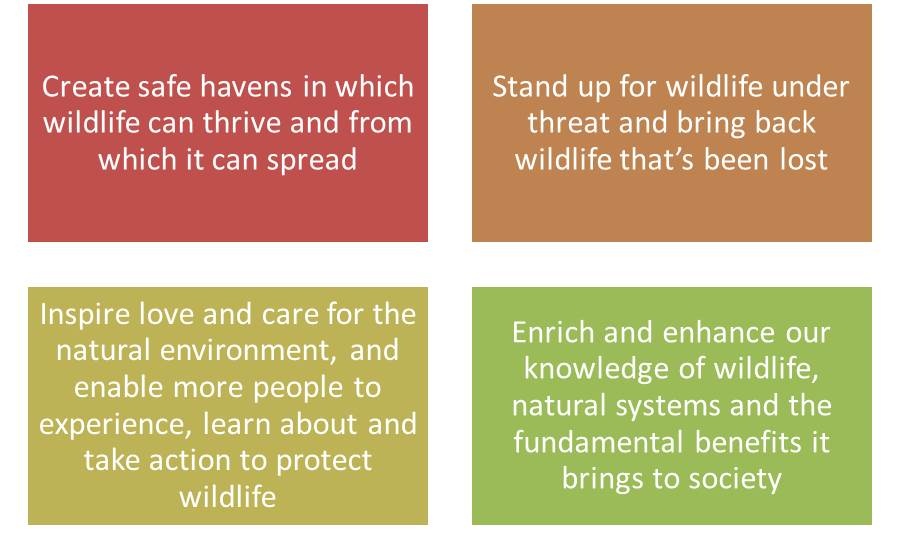 Create safe havens in which
wildlife can thrive and from
which it can spread
Stand up for wildlife under
threat and bring back
wildlife that’s been lost
Inspire love and care for the
natural environment, and
enable more people to
experience, learn about and
take action to protect
wildlife
Enrich and enhance our
knowledge of wildlife,
natural systems and the
fundamental benefits it
brings to society